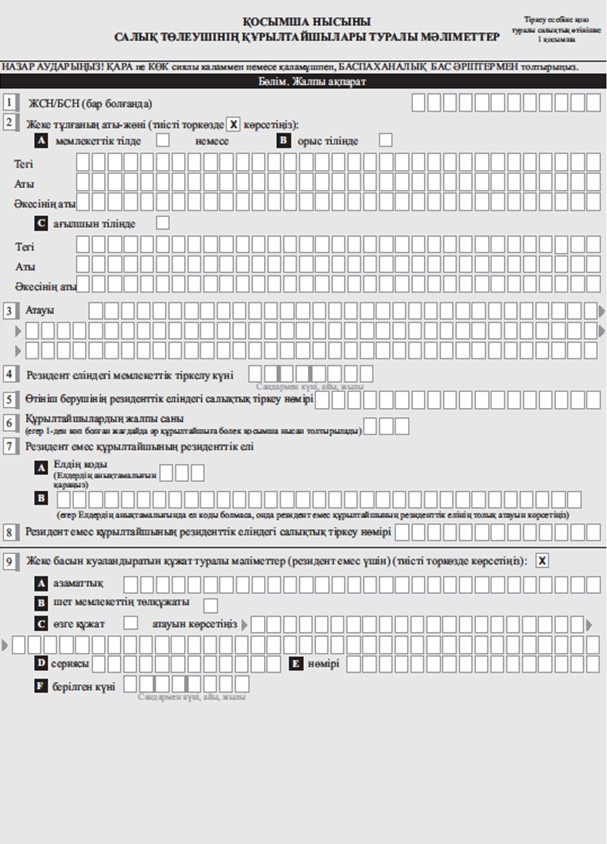 ҚОСЫМША НЫСЫНЫ
САЛЫҚ ТӨЛЕУШІНІҢ ҚҰРЫЛТАЙШЫЛАРЫ ТУРАЛЫ МӘЛІМЕТТЕР
Тіркеу есебіне қою
туралы салықтық өтінішке
1 қосымша
НАЗАР АУДАРЫҢЫЗ! ҚАРА не КӨК сиялы қаламмен немесе қаламұшпен, БАСПАХАНАЛЫҚ БАС ӘРІПТЕРМЕН толтырыңыз.
Бөлім. Жалпы ақпарат
1 ЖСН/БСН (бар болғанда)
2 Жеке тұлғаның аты-жөні (тиісті торкөзде X көрсетіңіз):
A мемлекеттік тілде немесе B орыс тілінде
Тегі
Аты
Әкесінің аты
C ағылшын тілінде
Тегі
Аты
Әкесінің аты
3 Атауы
4 Резидент еліндегі мемлекеттік тіркелу күні
Сандармен күні, айы, жылы
5 Өтініш берушінің резиденттік еліндегі салықтық тіркеу нөмірі
6 Құрылтайшылардың жалпы саны
(егер 1-ден көп болған жағдайда әр құрылтайшыға бөлек қосымша нысан толтырылады)
7 Резидент емес құрылтайшының резиденттік елі
A Елдің коды
(Елдердің анықтамалығын
қараңыз)
B
(егер Елдердің анықтамалығында ел коды болмаса, онда резидент емес құрылтайшының резиденттік елінің толық атауын көрсетіңіз)
8 Резидент емес құрылтайшының резиденттік еліндегі салықтық тіркеу нөмірі
9 Жеке басын куәландыратын құжат туралы мәліметтер (резидент емес үшін) (тиісті торкөзде көрсетіңіз): X
A азаматтық
B шет мемлекеттің төлқұжаты
C өзге құжат атауын көрсетіңіз
D сериясы E нөмірі
F берілген күні
Сандармен күні, айы, жылы